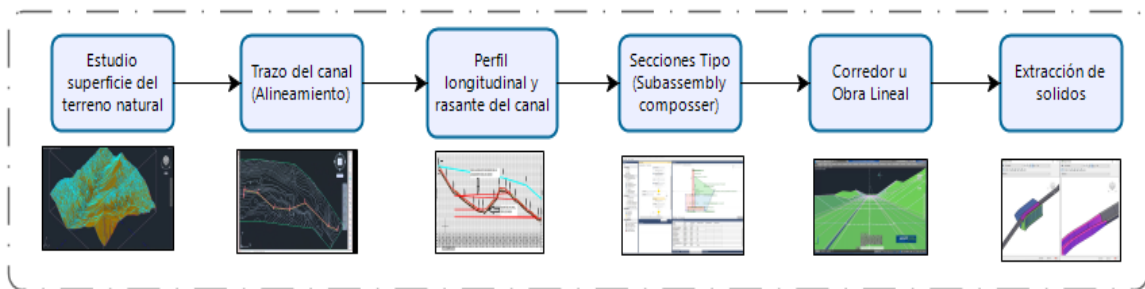 Estudio
superficie del
terreno natural
Trazo del canal
(Alineamiento)
Perfil
longitudinal y
rasante del canal
Secciones Tipo
(Subassembly
composser)
Corredor u
Obra Lineal
Extracción de
solidos